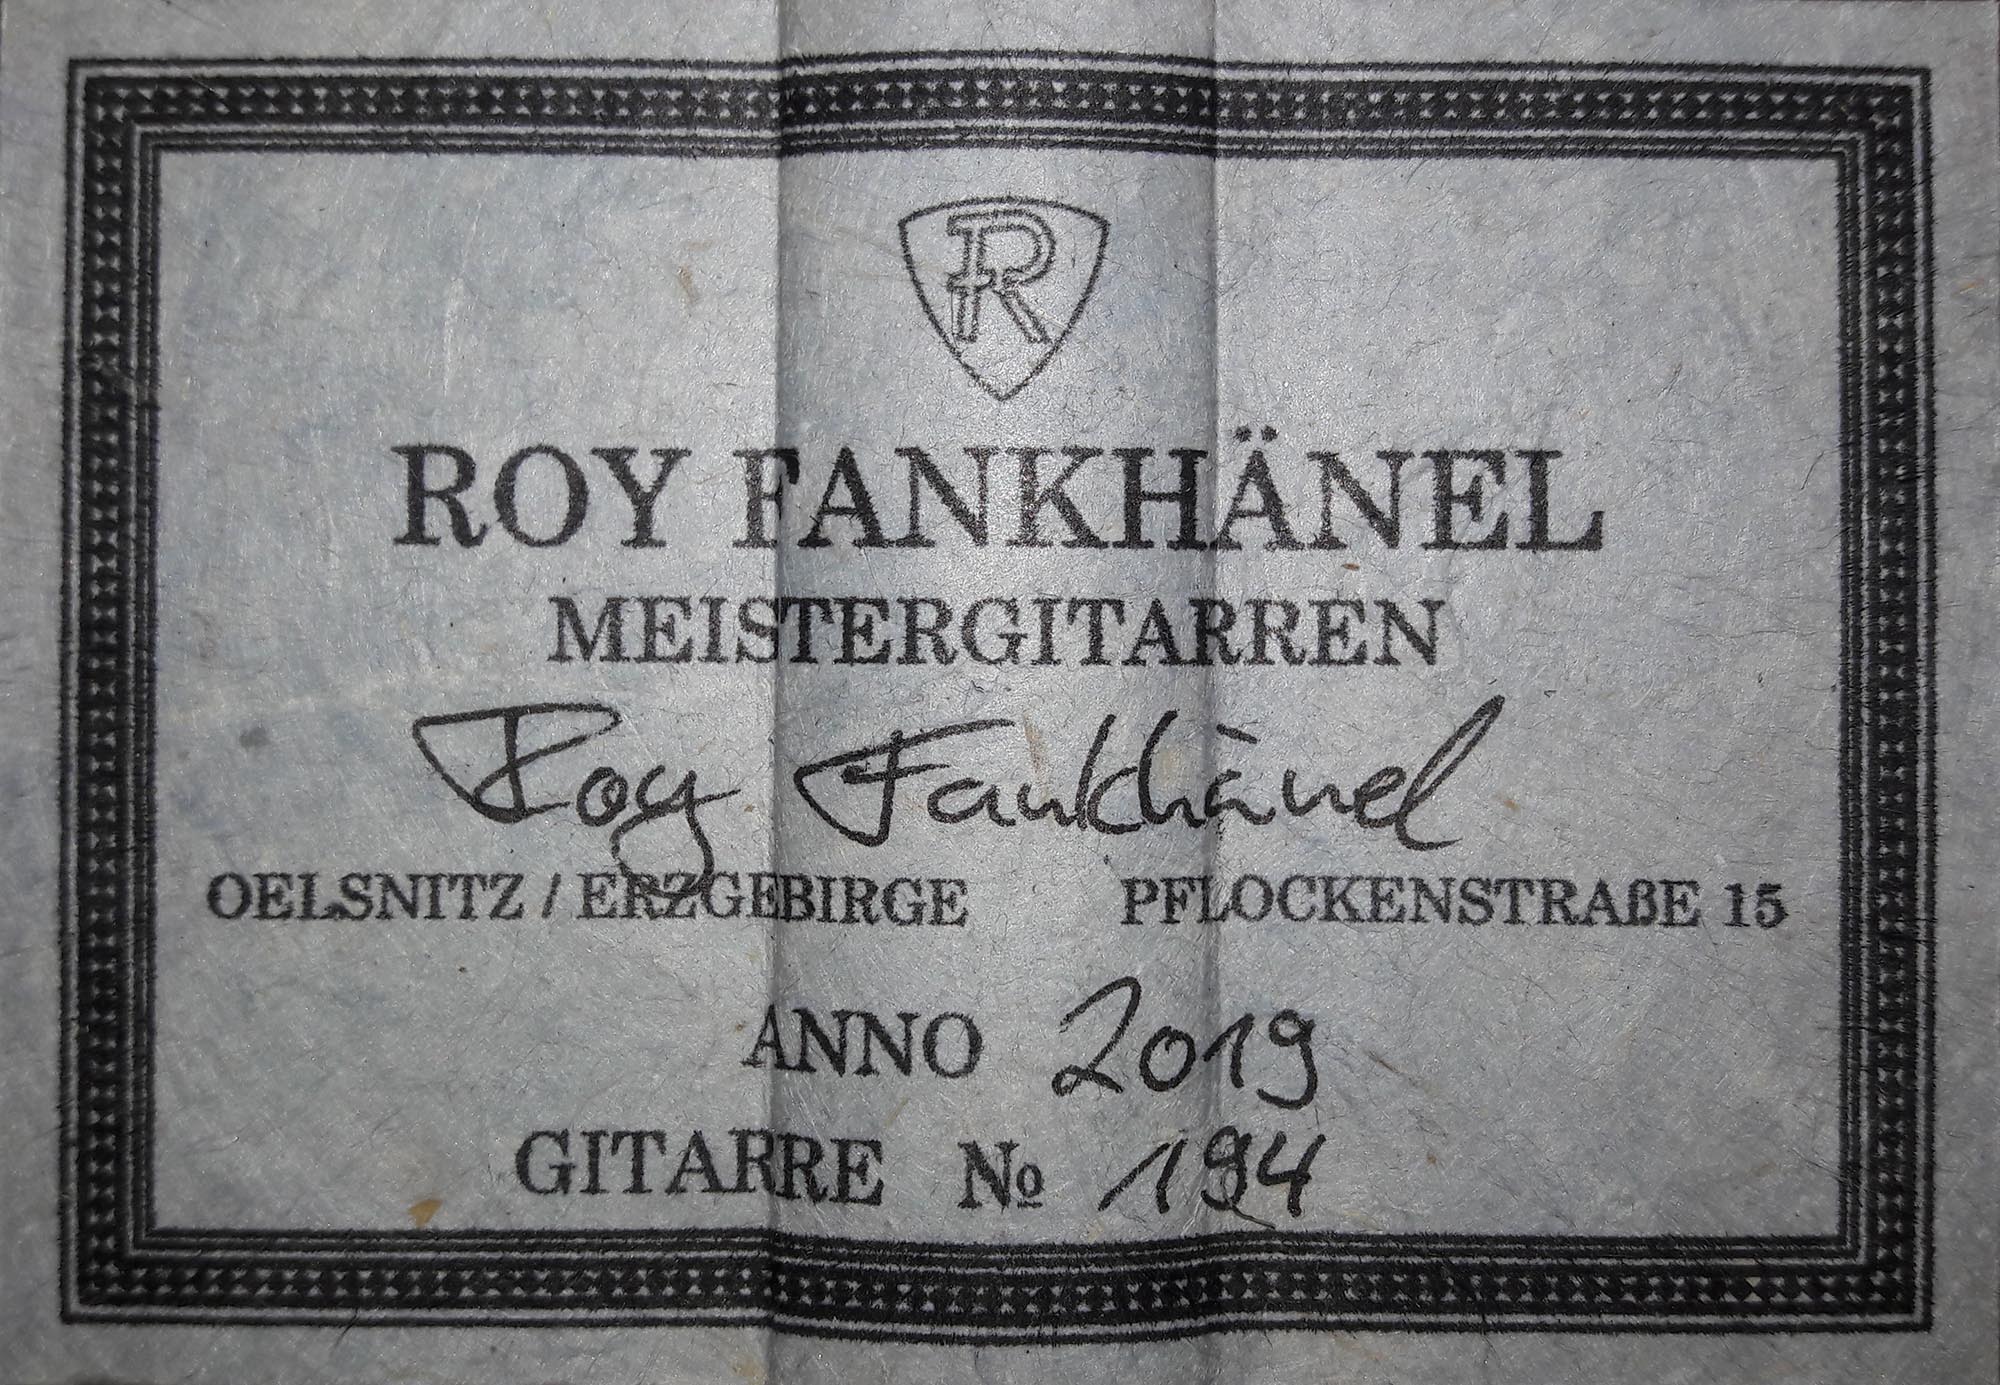 R
ROY FANKHÄNEL
MEISTERGITARREN
Roy Fankhänel
OELSNITZ / ERZGEBIRGE PFLOCKENSTRAßE 15
ANNO 2019
GITARRE № 194